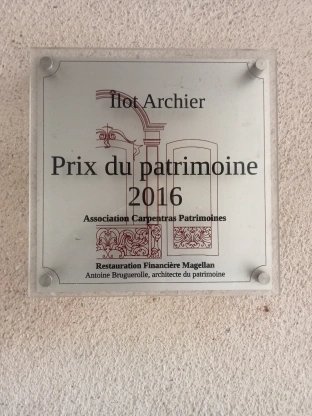 Îlot Archier
Prix du patrimoine
2016
Association Carpentras Patrimoines
Restauration Financière Magellan
Antoine Bruguerolle, architecte du patrimoine